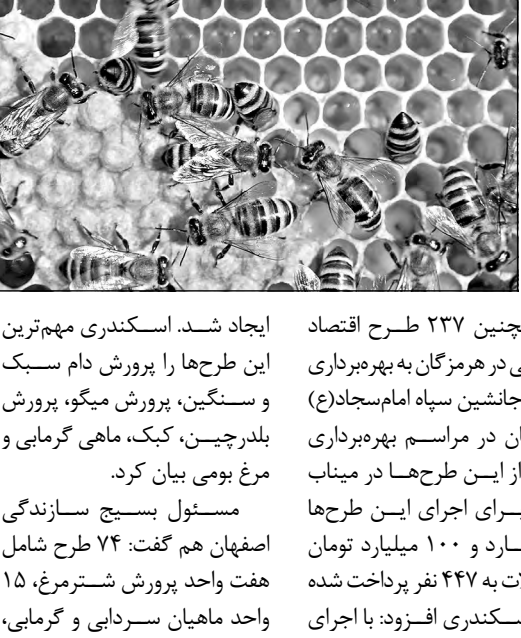 چنین ۲۳۷ طرح اقتصاد
ی در هرمزگان به بهره‌برداری
جانشین سپاه امام‌سجاد(ع)
ان در مراسم بهره‌برداری
از این طرح‌ها در میناب
برای اجرای این طرح‌ها
ارد و ۱۰۰ میلیارد تومان
لات به ۴۴۷ نفر پرداخت شده
سکندری افزود: با اجرای
ایجاد شد. اسکندری مهم‌ترین
این طرح‌ها را پرورش دام سبک
و سنگین، پرورش میگو، پرورش
بلدرچین، کبک، ماهی گرمابی و
مرغ بومی بیان کرد.
مسئول بسیج سازندگی
اصفهان هم گفت: ۷۴ طرح شامل
هفت واحد پرورش شترمرغ، ۱۵
واحد ماهیان سردابی و گرمابی،